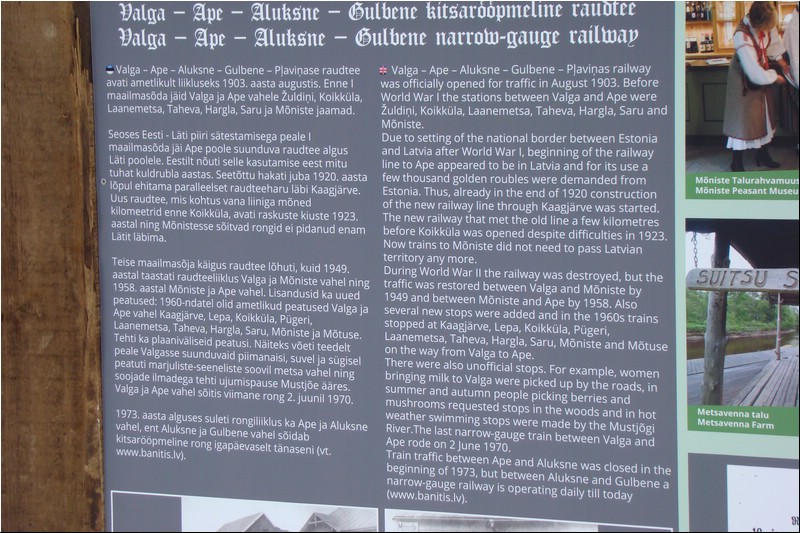 Valga – Ape – Aluksne – Gulbene kitsarööpmeline raudtee
Valga – Ape – Aluksne – Gulbene narrow-gauge railway
Valga – Ape – Aluksne – Gulbene – Pļaviņase raudtee
avati ametlikult liikluseks 1903. aasta augustis. Enne I
maailmasõda jäid Valga ja Ape vahele Žuldiņi, Koikküla,
Laanemetsa, Taheva, Hargla, Saru ja Mõniste jaamad.
Seoses Eesti - Läti piiri sätestamisega peale I
maailmasõda jäi Ape poole suunduva raudtee algus
Läti poolele. Eestilt nõuti selle kasutamise eest mitu
tuhat kuldrubla aastas. Seetõttu hakati juba 1920. aasta
lõpul ehitama paralleelset raudteeharu läbi Kaagjärve.
Uus raudtee, mis kohtus vana liiniga mõned
kilomeetrid enne Koikküla, avati raskuste kiuste 1923.
aastal ning Mõnistesse sõitvad rongid ei pidanud enam
Lätit läbima.
Teise maailmasõja käigus raudtee lõhuti, kuid 1949.
aastal taastati raudteeliiklus Valga ja Mõniste vahel ning
1958. aastal Mõniste ja Ape vahel. Lisandusid ka uued
peatused: 1960-ndatel olid ametlikud peatused Valga ja
Ape vahel Kaagjärve, Lepa, Koikküla, Pügeri,
Laanemetsa, Taheva, Hargla, Saru, Mõniste ja Mõtuse.
Tehti ka plaaniväliseid peatusi. Näiteks võeti teedelt
peale Valgasse suunduvaid piimanaisi, suvel ja sügisel
peatuti marjuliste-seeneliste soovil metsa vahel ning
soojade ilmadega tehti ujumispause Mustjõe ääres.
Valga ja Ape vahel sõitis viimane rong 2. juunil 1970.
1973. aasta alguses suleti rongiliiklus ka Ape ja Aluksne
vahel, ent Aluksne ja Gulbene vahel sõidab
kitsarööpmeline rong igapäevaselt tänaseni (vt.
www.banitis.lv).
Valga – Ape – Aluksne – Gulbene – Pļaviņas railway
was officially opened for traffic in August 1903. Before
World War I the stations between Valga and Ape were
Žuldiņi, Koikküla, Laanemetsa, Taheva, Hargla, Saru and
Mõniste.
Due to setting of the national border between Estonia
and Latvia after World War I, beginning of the railway
line to Ape appeared to be in Latvia and for its use a
few thousand golden roubles were demanded from
Estonia. Thus, already in the end of 1920 construction
of the new railway line through Kaagjärve was started.
The new railway that met the old line a few kilometres
before Koikküla was opened despite difficulties in 1923.
Now trains to Mõniste did not need to pass Latvian
territory any more.
During World War II the railway was destroyed, but the
traffic was restored between Valga and Mõniste by
1949 and between Mõniste and Ape by 1958. Also
several new stops were added and in the 1960s trains
stopped at Kaagjärve, Lepa, Koikküla, Pügeri,
Laanemetsa, Taheva, Hargla, Saru, Mõniste and Mõtuse
on the way from Valga to Ape.
There were also unofficial stops. For example, women
bringing milk to Valga were picked up by the roads, in
summer and autumn people picking berries and
mushrooms requested stops in the woods and in hot
weather swimming stops were made by the Mustjõgi
River.The last narrow-gauge train between Valga and
Ape rode on 2 June 1970.
Train traffic between Ape and Aluksne was closed in the
beginning of 1973, but between Aluksne and Gulbene a
narrow-gauge railway is operating daily till today
(www.banitis.lv).
Mõniste Talurahvamuus
Mõniste Peasant Museu
SUITSU S
Metsavenna talu
Metsavenna Farm